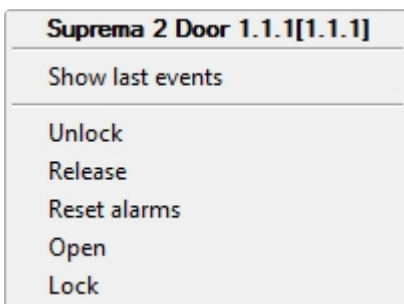 Suprema 2 Door 1.1.1[1.1.1]
Show last events
Unlock
Release
Reset alarms
Open
Lock